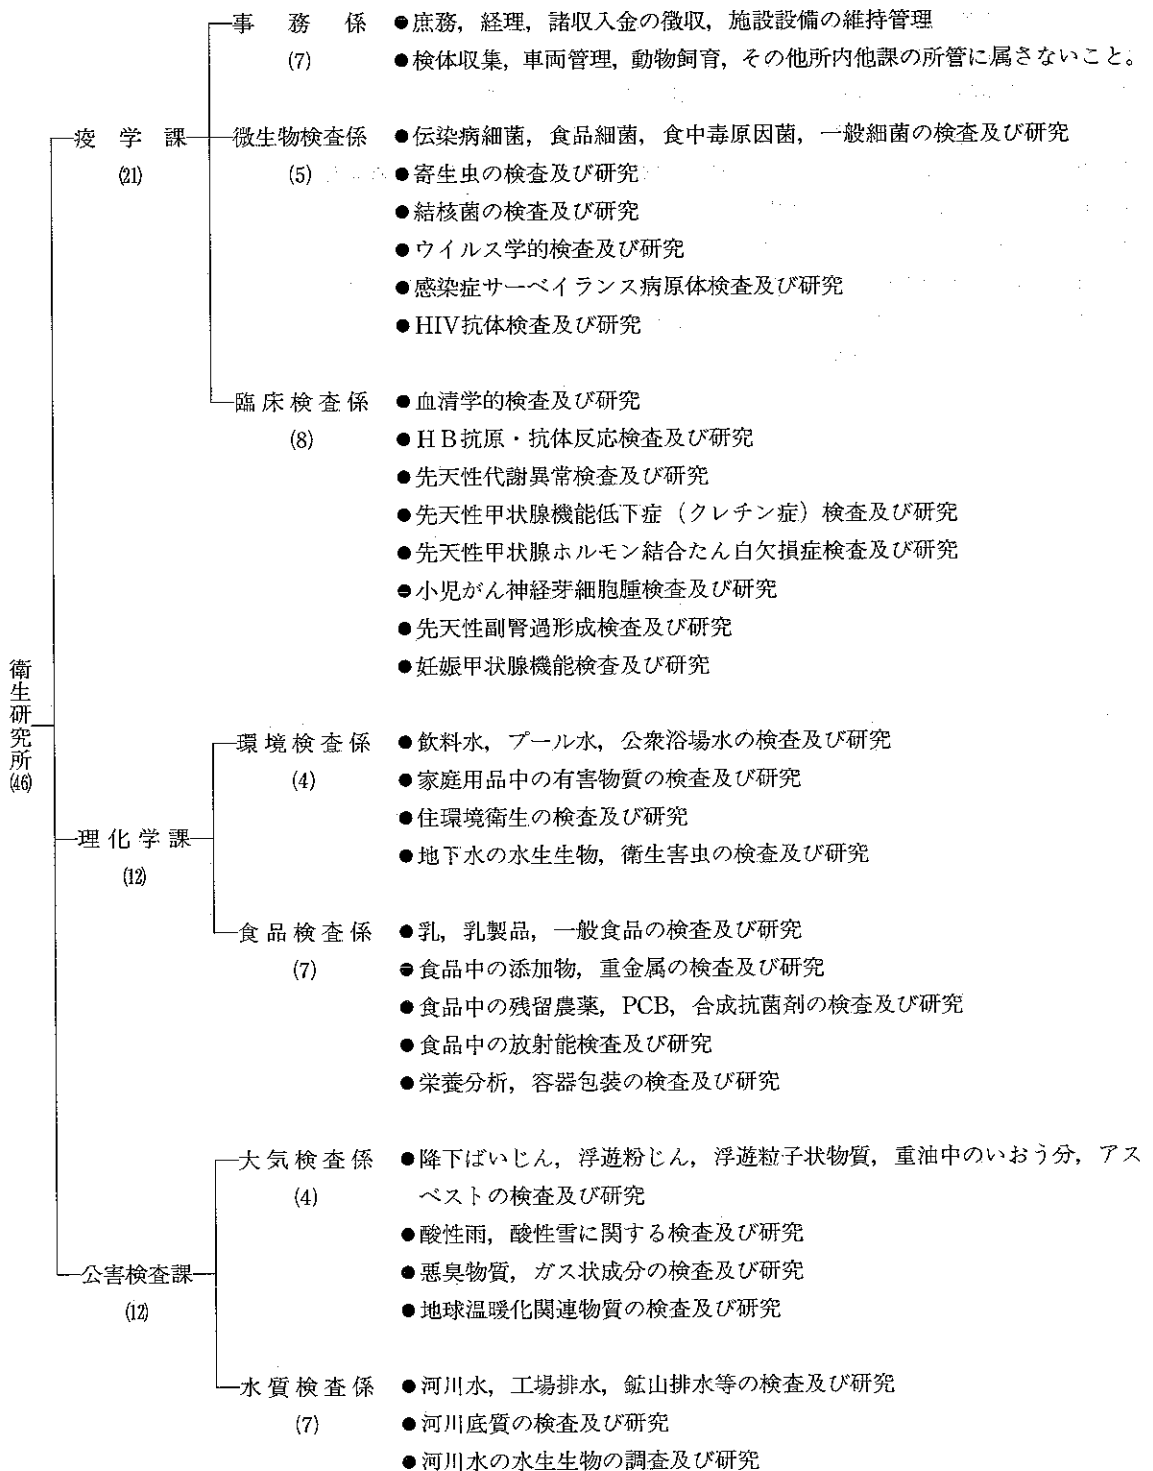 衛生研究所
(46)
疫学課
(21)
事務係
(7)
●庶務，経理，諸収入金の徴収，施設設備の維持管理
●検体収集，車両管理，動物飼育，その他所内他課の所管に属さないこと。
微生物検査係
(5)
●伝染病細菌，食品細菌，食中毒原因菌，一般細菌の検査及び研究
●寄生虫の検査及び研究
●結核菌の検査及び研究
●ウイルス学的検査及び研究
●感染症サーベイランス病原体検査及び研究
●HIV抗体検査及び研究
臨床検査係
(8)
●血清学的検査及び研究
●HB抗原・抗体反応検査及び研究
●先天性代謝異常検査及び研究
●先天性甲状腺機能低下症（クレチン症）検査及び研究
●先天性甲状腺ホルモン結合たん白欠損症検査及び研究
●小児がん神経芽細胞腫検査及び研究
●先天性副腎過形成検査及び研究
●妊娠甲状腺機能検査及び研究
理化学課
(12)
環境検査係
(4)
●飲料水，プール水，公衆浴場水の検査及び研究
●家庭用品中の有害物質の検査及び研究
●住環境衛生の検査及び研究
●地下水の水生生物，衛生害虫の検査及び研究
食品検査係
(7)
●乳，乳製品，一般食品の検査及び研究
●食品中の添加物，重金属の検査及び研究
●食品中の残留農薬，PCB，合成抗菌剤の検査及び研究
●食品中の放射能検査及び研究
●栄養分析，容器包装の検査及び研究
公害検査課
(12)
大気検査係
(4)
●降下ばいじん，浮遊粉じん，浮遊粒子状物質，重油中のいおう分，アス
ベストの検査及び研究
●酸性雨，酸性雪に関する検査及び研究
●悪臭物質，ガス状成分の検査及び研究
●地球温暖化関連物質の検査及び研究
水質検査係
(7)
●河川水，工場排水，鉱山排水等の検査及び研究
●河川底質の検査及び研究
●河川水の水生生物の調査及び研究